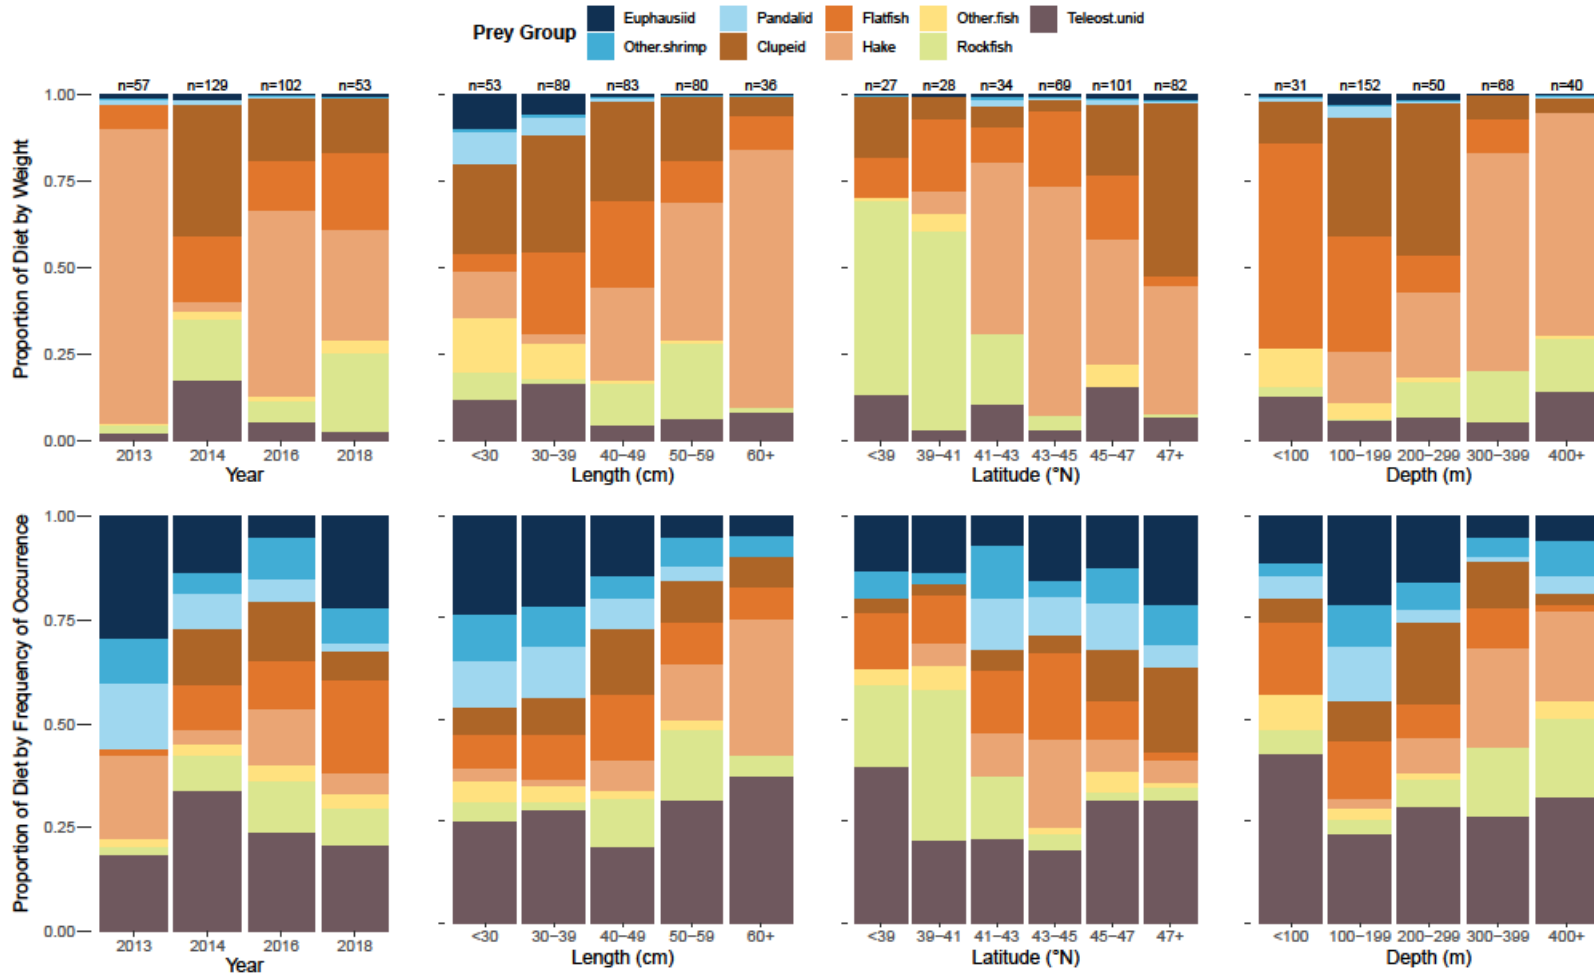 Prey Group
Euphausiid Pandalid Flatfish Other.fish Teleost.unid
Other.shrimp Clupeid Hake Rockfish
n=57 n=129 n=102 n=53 n=53 n=89 n=83 n=80 n=36 n=27 n=28 n=34 n=69 n=101 n=82 n=31 n=152 n=50 n=68 n=40
Proportion of Diet by Weight
1.00
0.75
0.50
0.25
0.00
2013 2014 2016 2018 <30 30–39 40–49 50–59 60+ <39 39–41 41–43 43–45 45–47 47+ <100 100–199 200–299 300–399 400+
Year Length (cm) Latitude (°N) Depth (m)
Proportion of Diet by Frequency of Occurrence
1.00
0.75
0.50
0.25
0.00
2013 2014 2016 2018 <30 30–39 40–49 50–59 60+ <39 39–41 41–43 43–45 45–47 47+ <100 100–199 200–299 300–399 400+
Year Length (cm) Latitude (°N) Depth (m)